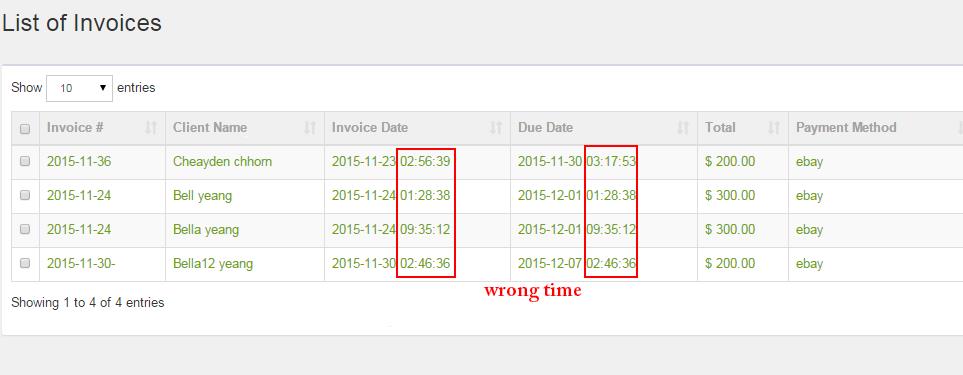 List of Invoices
Show 10 entries
Invoice # Client Name Invoice Date Due Date Total Payment Method
2015-11-36 Cheayden chhorn 2015-11-23 02:56:39 2015-11-30 03:17:53 $ 200.00 ebay
2015-11-24 Bell yeang 2015-11-24 01:28:38 2015-12-01 01:28:38 $ 300.00 ebay
2015-11-24 Bella yeang 2015-11-24 09:35:12 2015-12-01 09:35:12 $ 300.00 ebay
2015-11-30- Bella12 yeang 2015-11-30 02:46:36 2015-12-07 02:46:36 $ 200.00 ebay
wrong time
Showing 1 to 4 of 4 entries